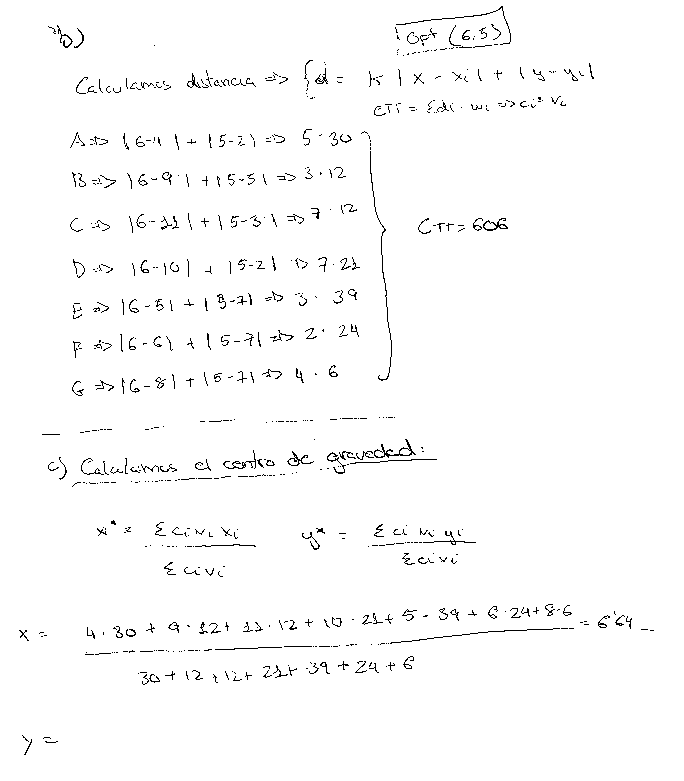 b)
Opt (6,5)
Calculamos distancia => { d = K |x - xi| + |y - yi|
CTT = Σdi · wi => ci · vi
A => |6-4| + |5-2| => 5·30
B => |6-9| + |5-5| => 3·12
C => |6-11| + |5-3| => 7·12
CTT = 606
D => |6-10| + |5-2| => 7·21
E => |6-5| + |5-7| => 3·39
F => |6-6| + |5-7| => 2·24
G => |6-8| + |5-7| => 4·6
c) Calculamos el centro de gravedad:
x* = Σ ci vi xi / Σ ci vi   y* = Σ ci vi yi / Σ ci vi
x = 4·30 + 9·12 + 11·12 + 10·21 + 5·39 + 6·24 + 8·6 / 30 + 12 + 12 + 21 + 39 + 24 + 6 = 6'64
y =